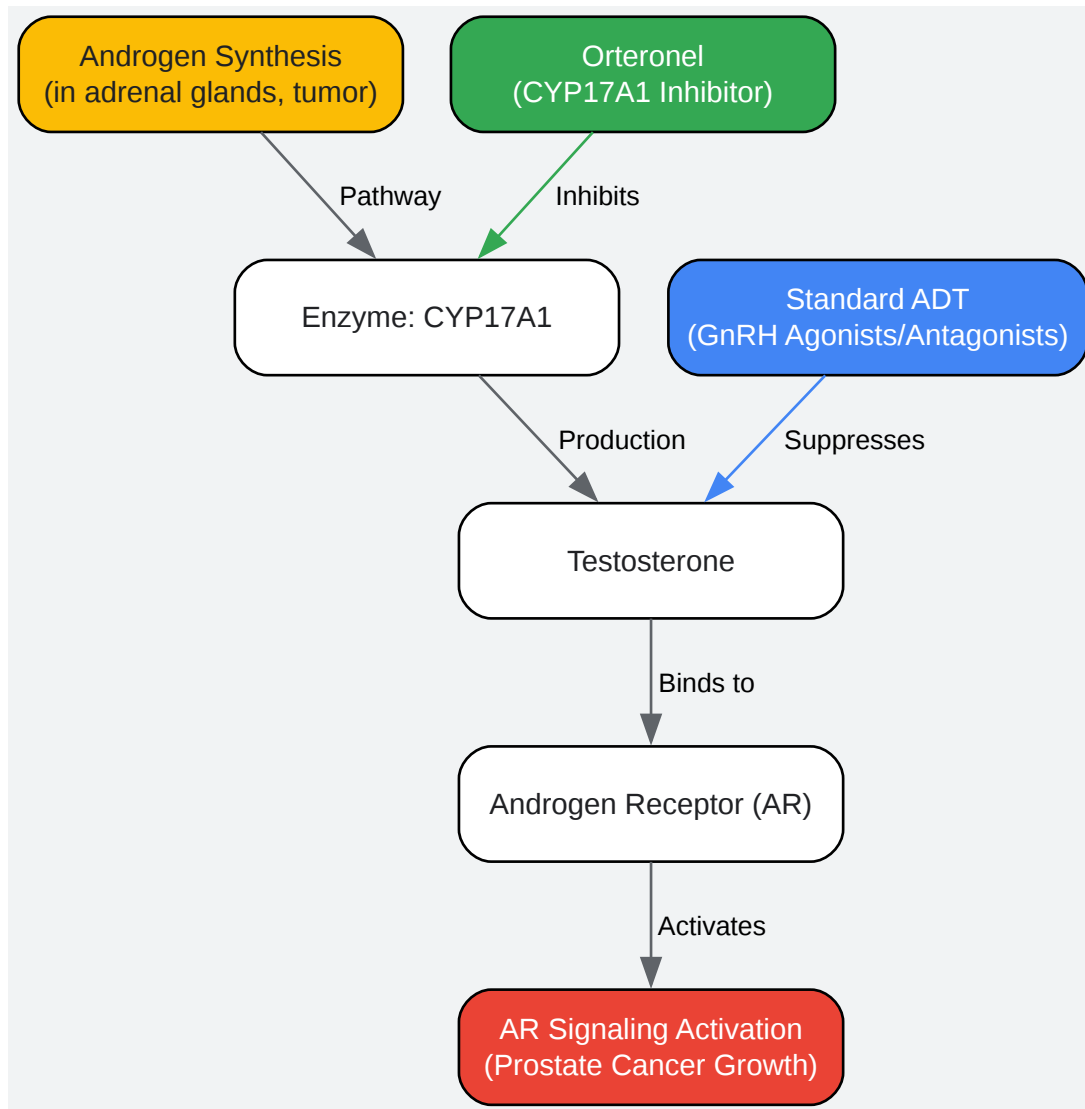 Androgen Synthesis
(in adrenal glands, tumor)
Orteronel
(CYP17A1 Inhibitor)
Pathway
Inhibits
Enzyme: CYP17A1
Standard ADT
(GnRH Agonists/Antagonists)
Production
Suppresses
Testosterone
Binds to
Androgen Receptor (AR)
Activates
AR Signaling Activation
(Prostate Cancer Growth)